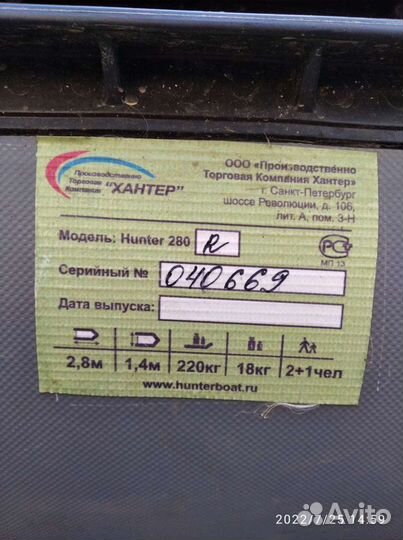 Производственно
Торговая
Компания "ХАНТЕР"
ООО «Производственно
Торговая Компания Хантер»
г. Санкт-Петербург
шоссе Революции, д. 106,
лит. А, пом. 3-Н
Модель: Hunter 280 R
РСТ
МП 13
Серийный № 040669
Дата выпуска:
2,8м 1,4м 220кг 18кг 2+1чел
www.hunterboat.ru
2022/7/25 14:59
Avito